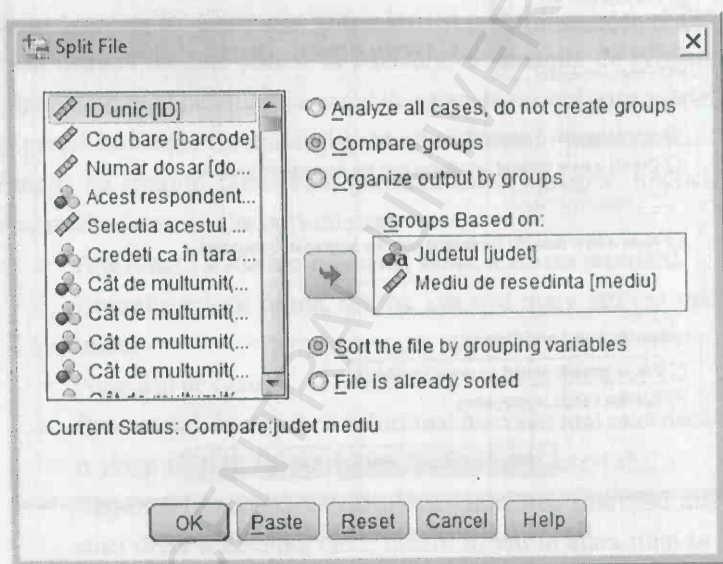 Split File
ID unic [ID]
Cod bare [barcode]
Numar dosar [do...
Acest respondent...
Selectia acestui ...
Credeti ca în tara ...
Cât de multumit(...
Cât de multumit(...
Cât de multumit(...
Cât de multumit(...
Analyze all cases, do not create groups
Compare groups
Organize output by groups
Groups Based on:
Judetul [judet]
Mediu de resedinta [mediu]
Sort the file by grouping variables
File is already sorted
Current Status: Compare:judet mediu
OK
Paste
Reset
Cancel
Help